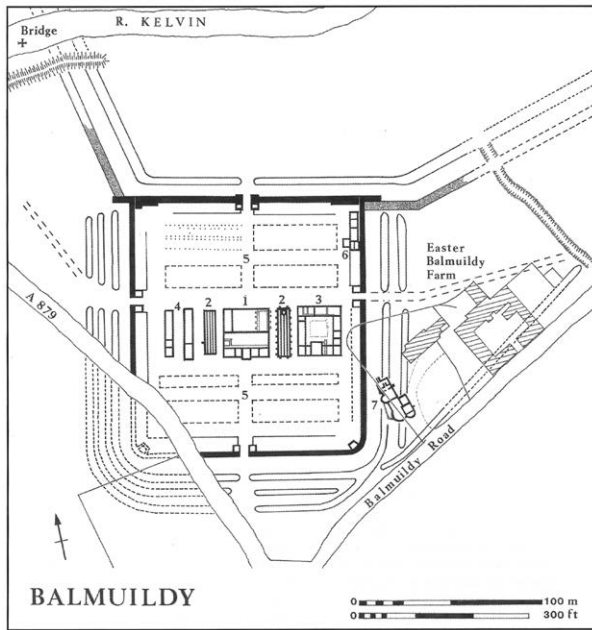 R. KELVIN
Bridge
5
6
Easter
Balmuildy
Farm
A 879
4 2 1 2 3
5
7
Balmuildy Road
BALMUILDY
0 100 m
0 300 ft